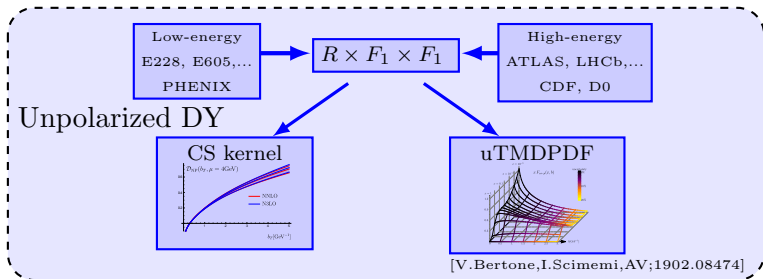 Low-energy
E228, E605,...
PHENIX
R × F₁ × F₁
High-energy
ATLAS, LHCb,...
CDF, D0
Unpolarized DY
CS kernel
NNLO
N3LO
uTMDPDF
[V.Bertone,I.Scimemi,AV;1902.08474]